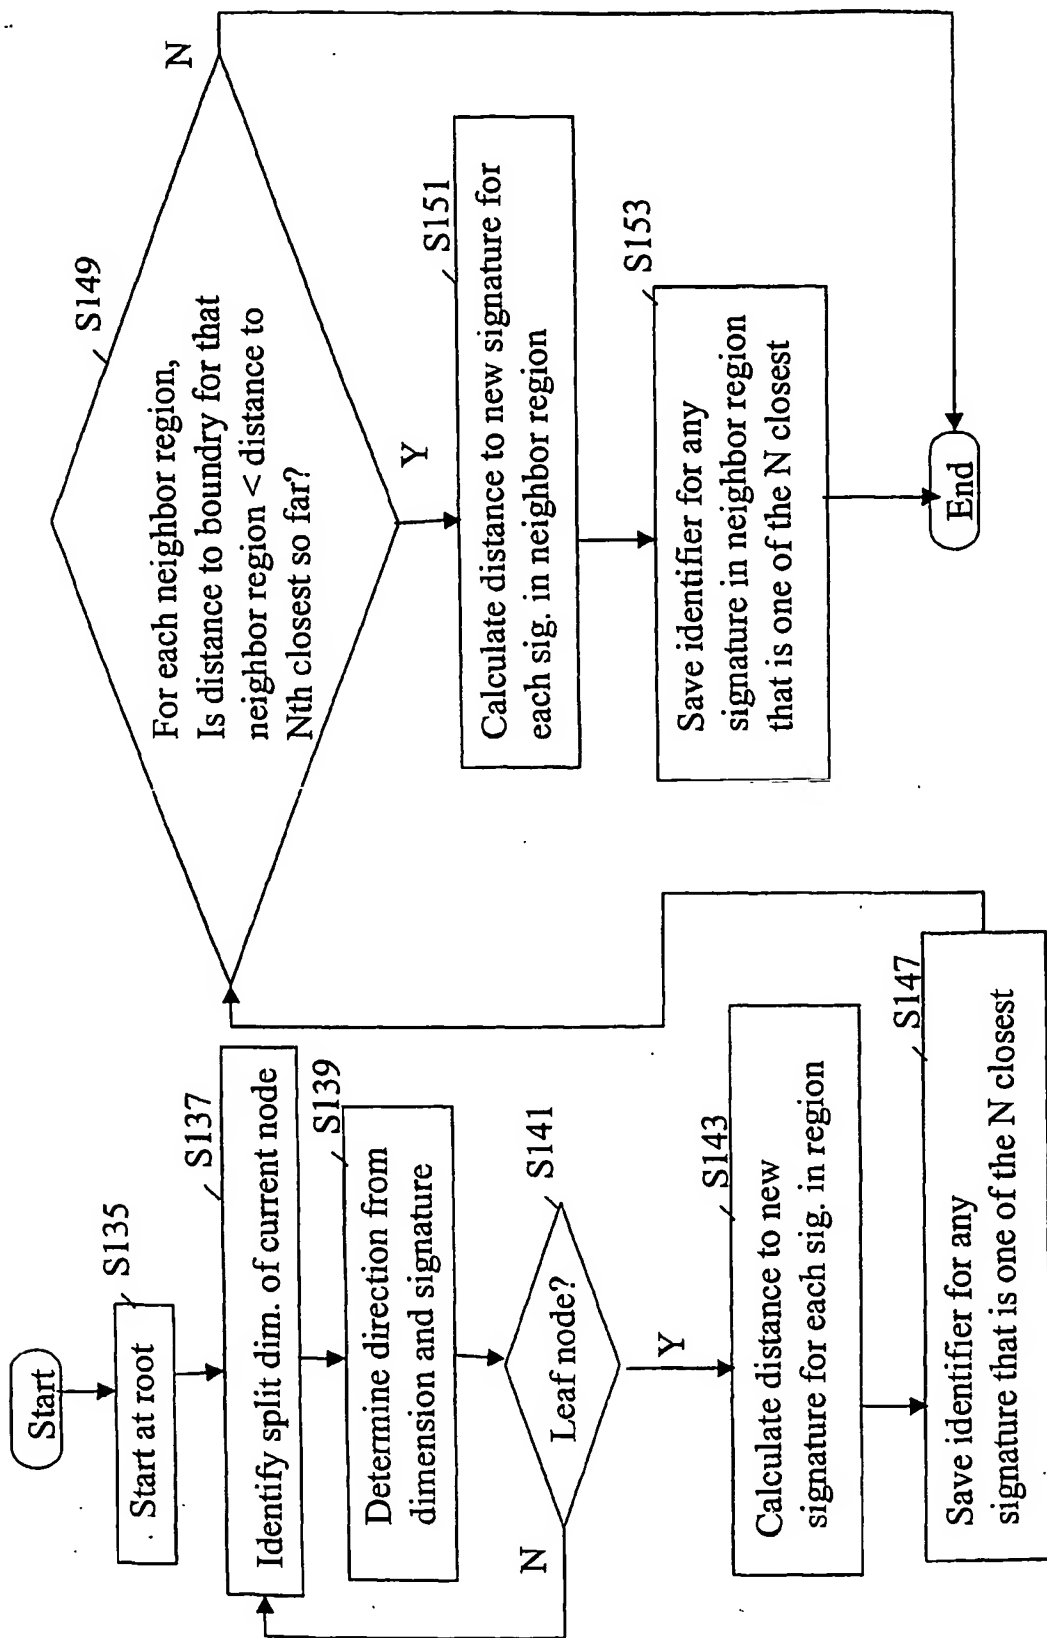 Start
Start at root
S135
Identify split dim. of current node
S137
Determine direction from
dimension and signature
S139
Leaf node?
S141
N
Y
Calculate distance to new
signature for each sig. in region
S143
Save identifier for any
signature that is one of the N closest
S147
For each neighbor region,
Is distance to boundry for that
neighbor region < distance to
Nth closest so far?
S149
N
Y
Calculate distance to new signature for
each sig. in neighbor region
S151
Save identifier for any
signature in neighbor region
that is one of the N closest
S153
End